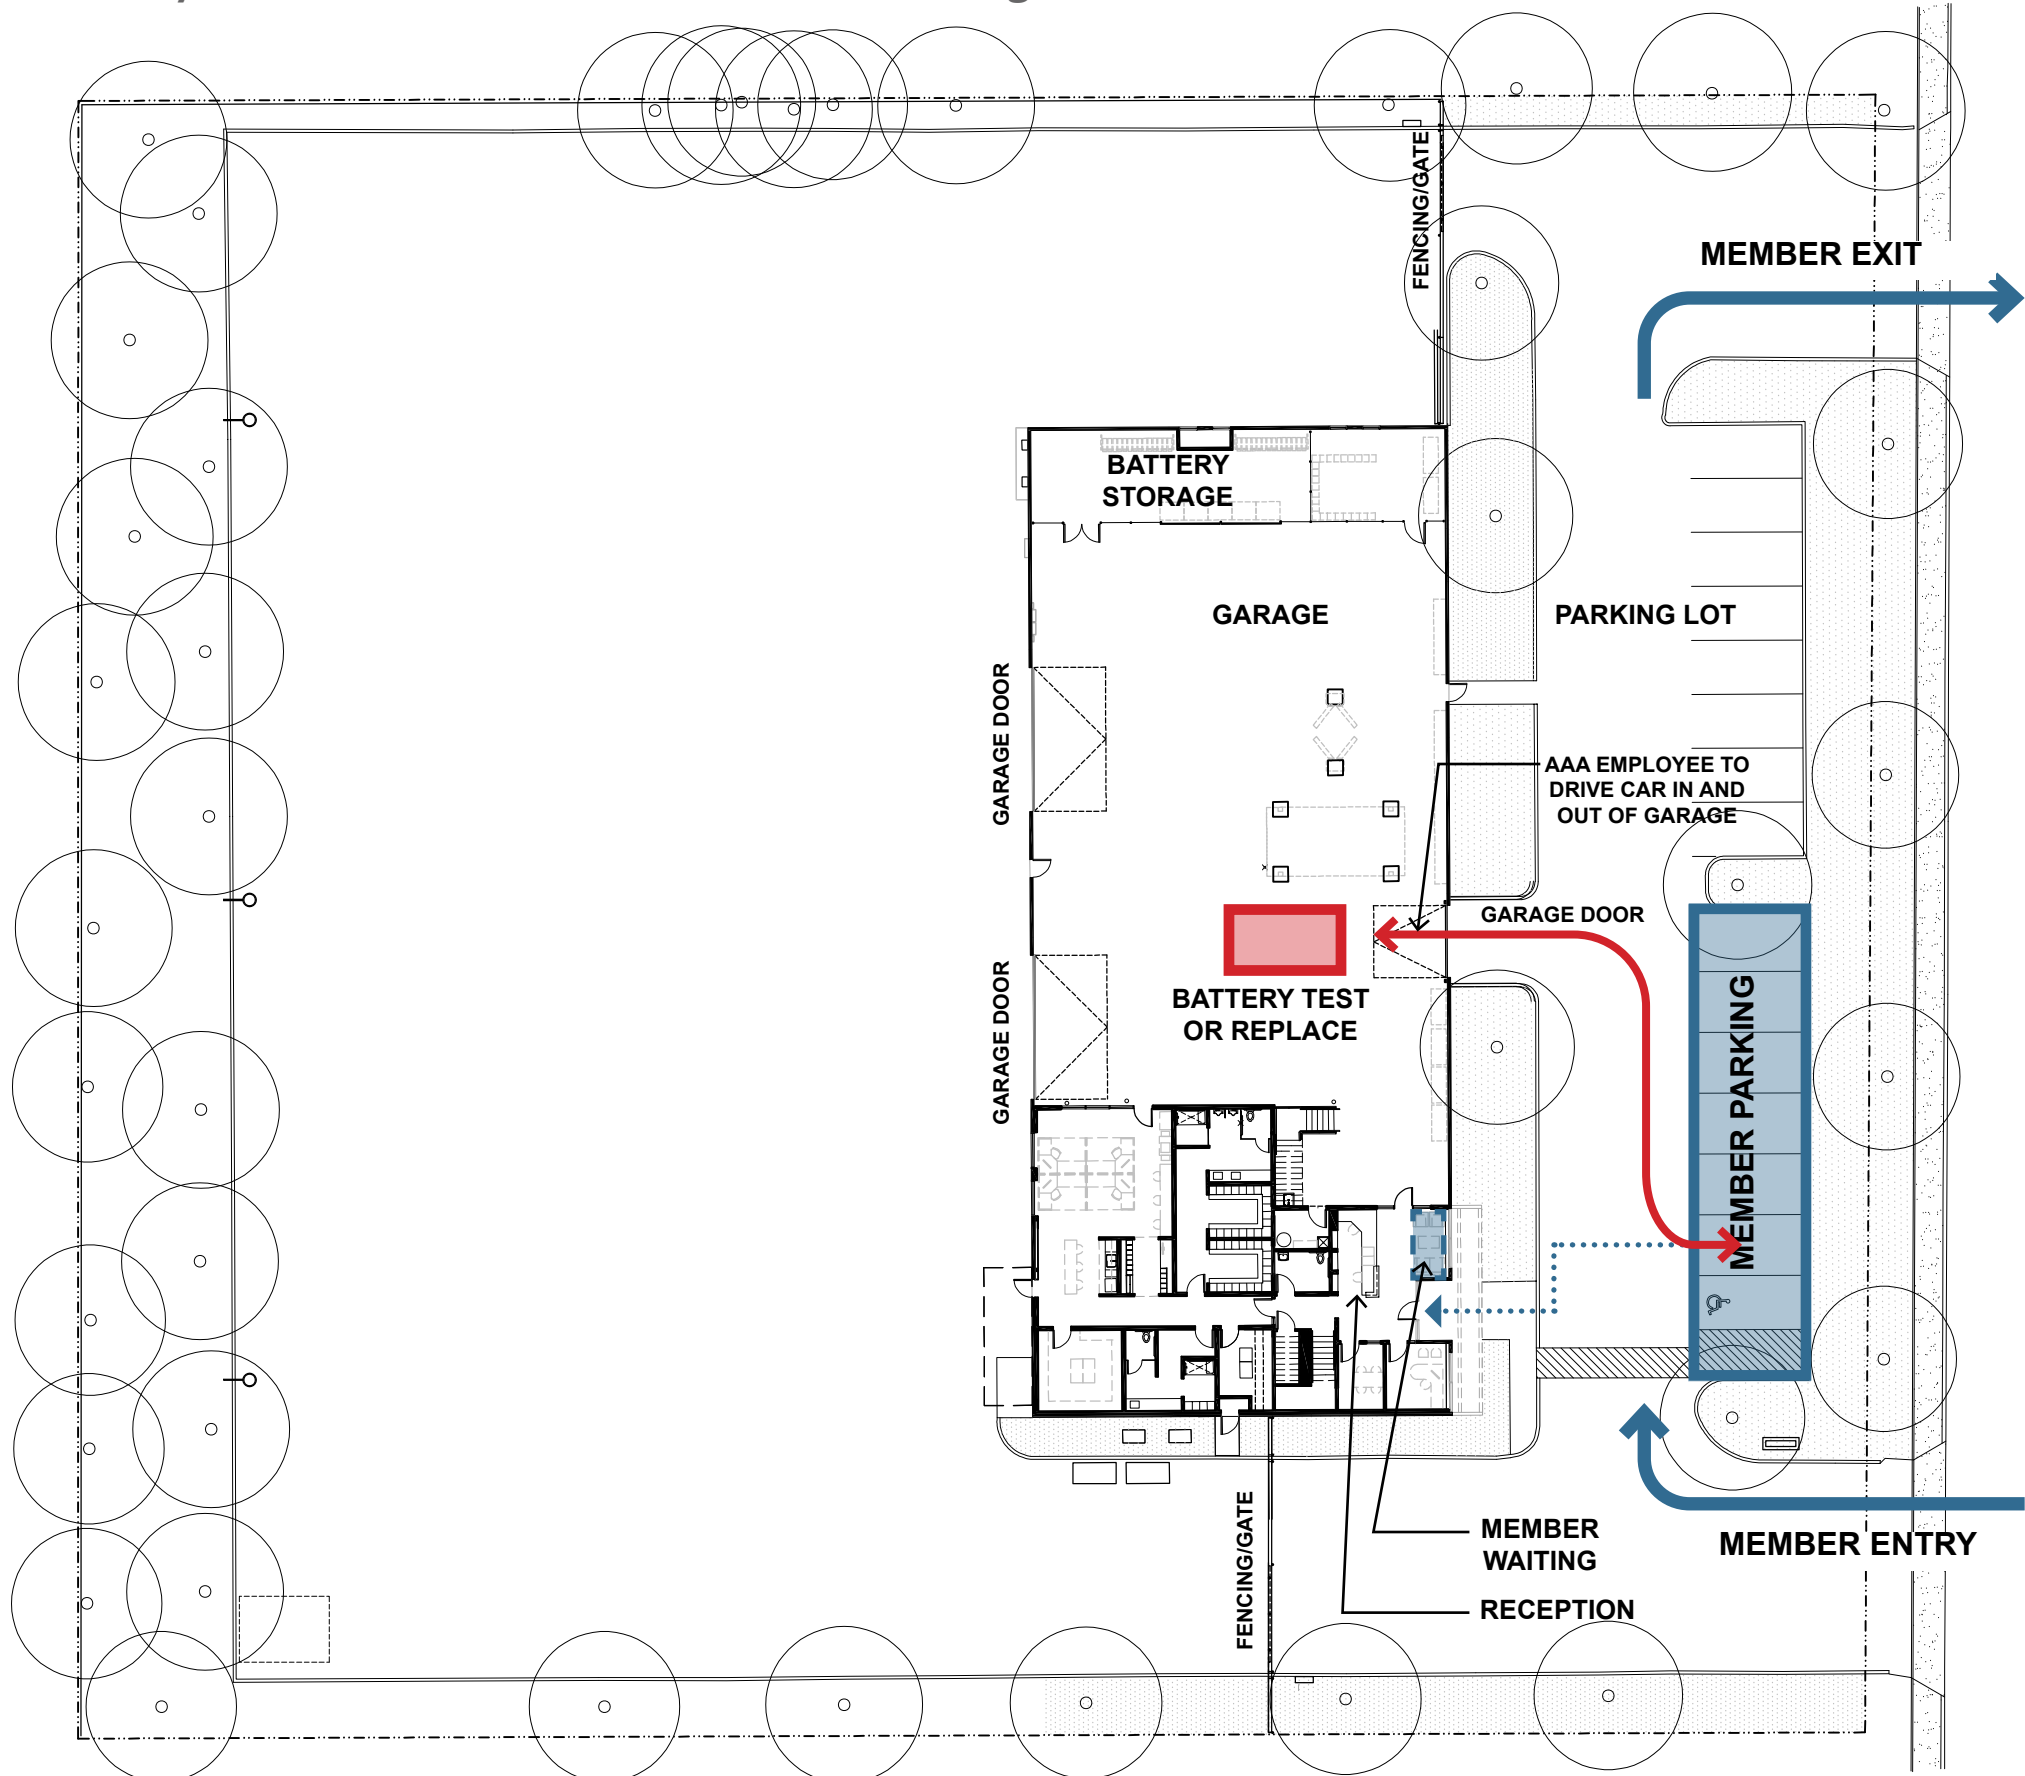 FENCING/GATE
MEMBER EXIT
BATTERY
STORAGE
GARAGE
PARKING LOT
GARAGE DOOR
AAA EMPLOYEE TO
DRIVE CAR IN AND
OUT OF GARAGE
GARAGE DOOR
BATTERY TEST
OR REPLACE
GARAGE DOOR
MEMBER PARKING
MEMBER
WAITING
MEMBER ENTRY
RECEPTION
FENCING/GATE